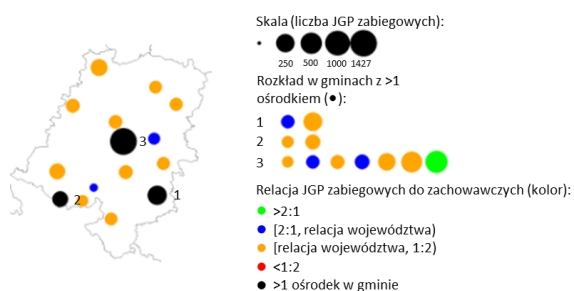 Skala (liczba JGP zabiegowych):
250 500 1000 1427
Rozkład w gminach z >1
ośrodkiem (●):
1
2
3
Relacja JGP zabiegowych do zachowawczych (kolor):
>2:1
[2:1, relacja województwa)
[relacja województwa, 1:2)
<1:2
>1 ośrodek w gminie
3
2
1